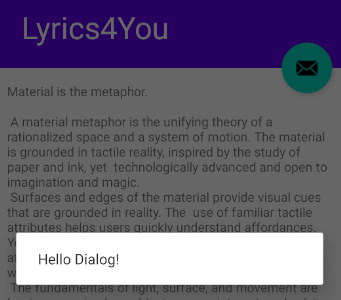 Lyrics4You
Material is the metaphor.
A material metaphor is the unifying theory of a
rationalized space and a system of motion. The material
is grounded in tactile reality, inspired by the study of
paper and ink, yet technologically advanced and open to
imagination and magic.
Surfaces and edges of the material provide visual cues
that are grounded in reality. The use of familiar tactile
attributes helps users quickly understand affordances.
Hello Dialog!
The fundamentals of light, surface, and movement are